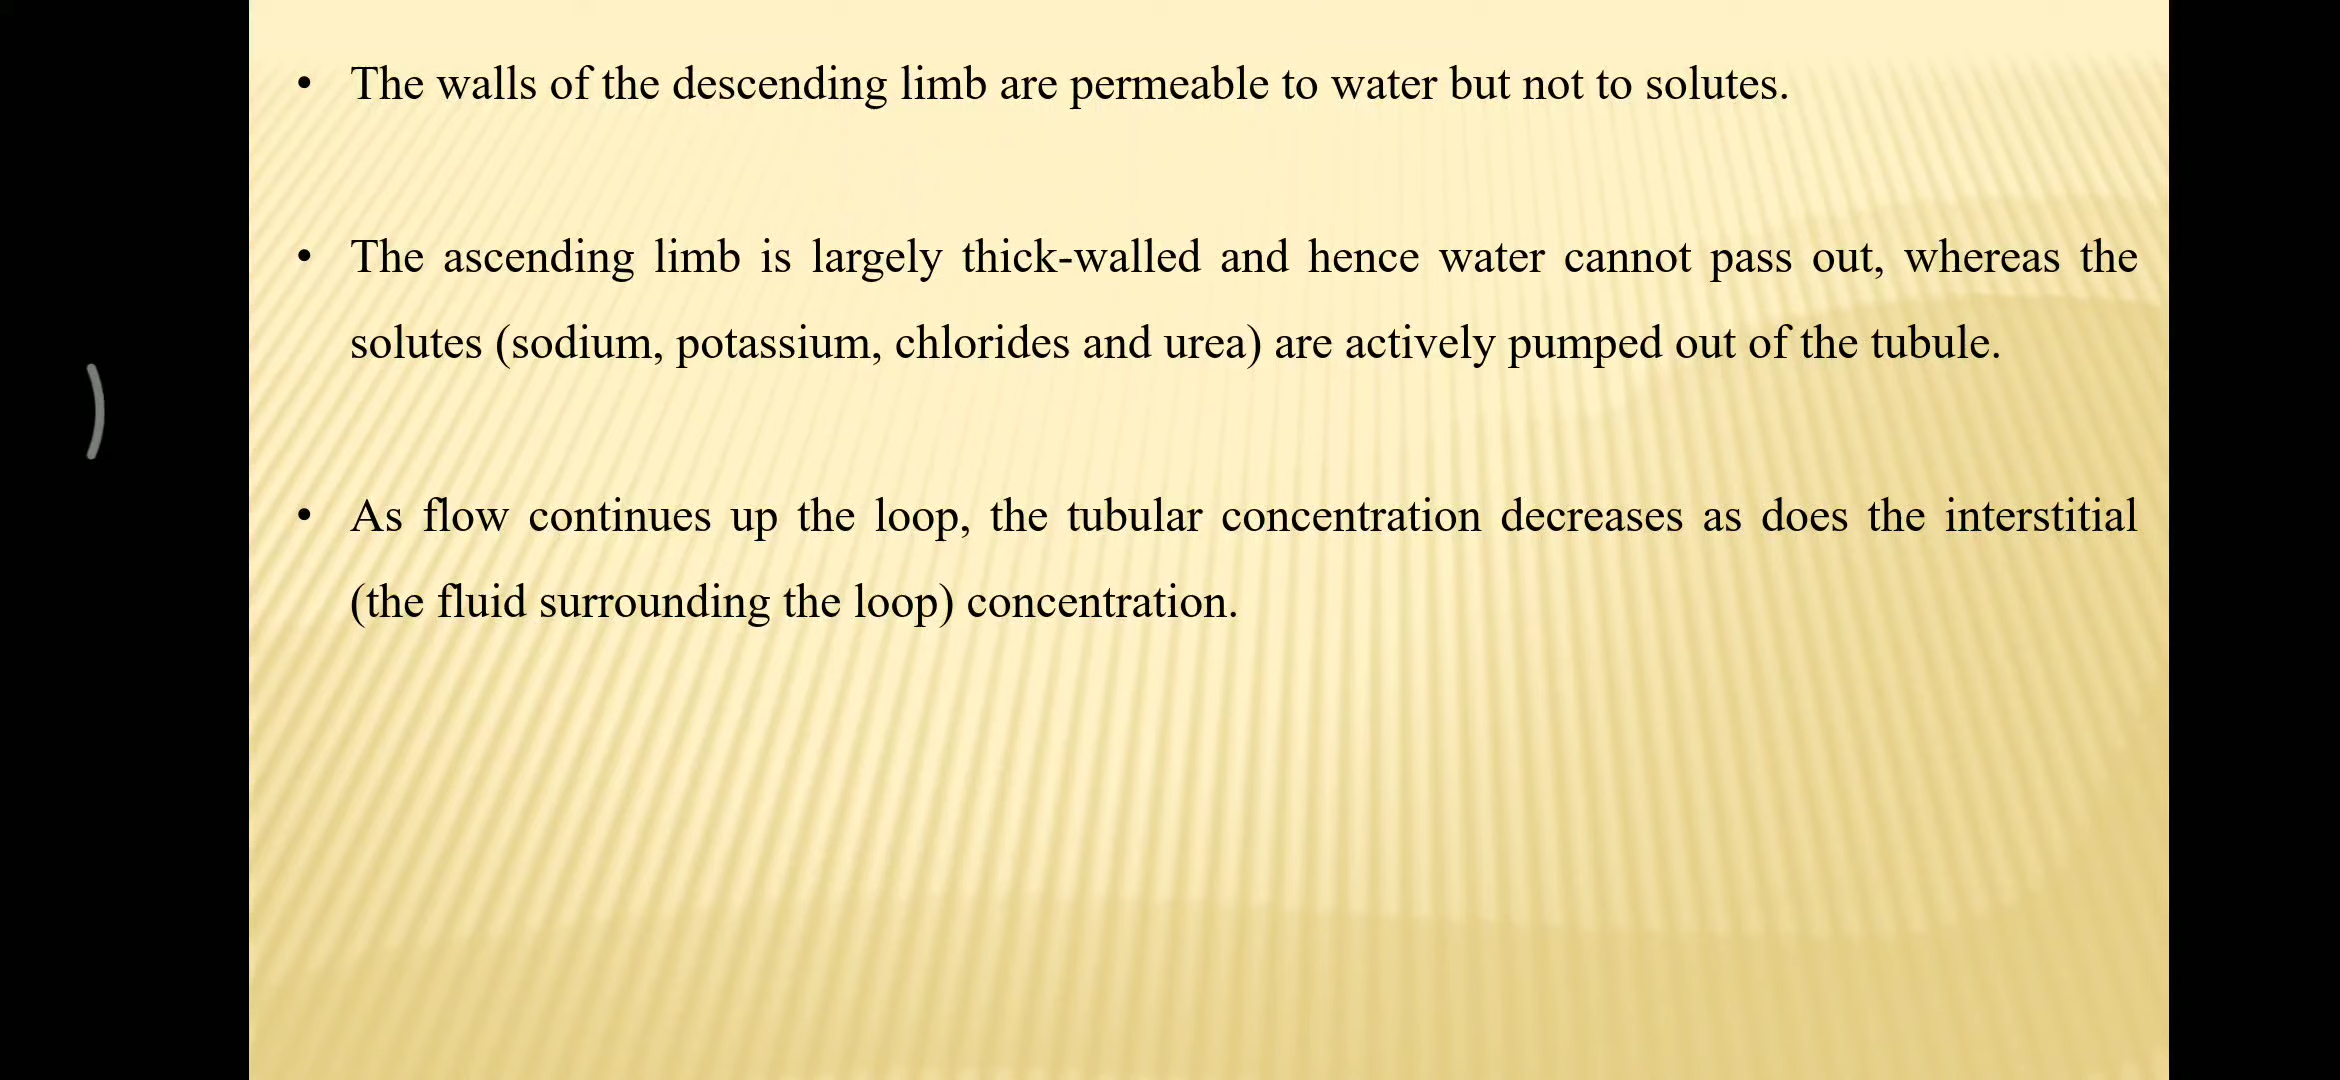 • The walls of the descending limb are permeable to water but not to solutes.
• The ascending limb is largely thick-walled and hence water cannot pass out, whereas the
solutes (sodium, potassium, chlorides and urea) are actively pumped out of the tubule.
• As flow continues up the loop, the tubular concentration decreases as does the interstitial
(the fluid surrounding the loop) concentration.